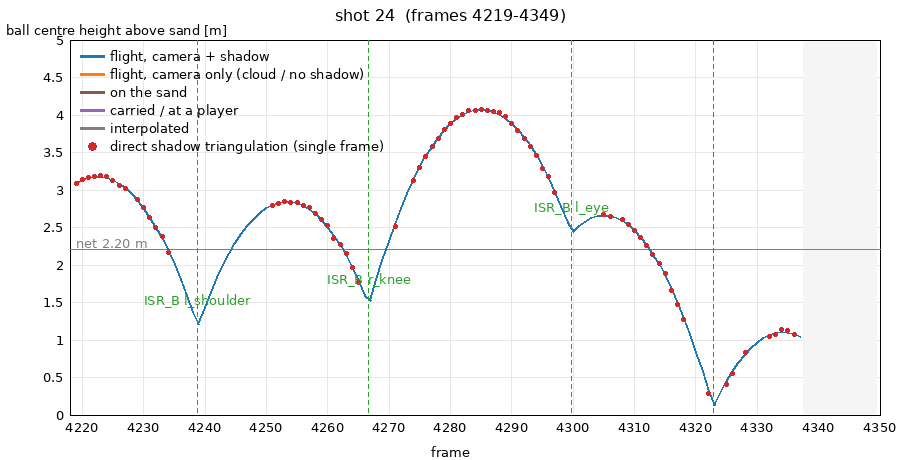 shot 24  (frames 4219-4349)
ball centre height above sand [m]
5
4.5
4
3.5
3
2.5
2
1.5
1
0.5
0
flight, camera + shadow
flight, camera only (cloud / no shadow)
on the sand
carried / at a player
interpolated
direct shadow triangulation (single frame)
net 2.20 m
ISR_B l_shoulder
ISR_B r_knee
ISR_B l_eye
4220 4230 4240 4250 4260 4270 4280 4290 4300 4310 4320 4330 4340 4350
frame